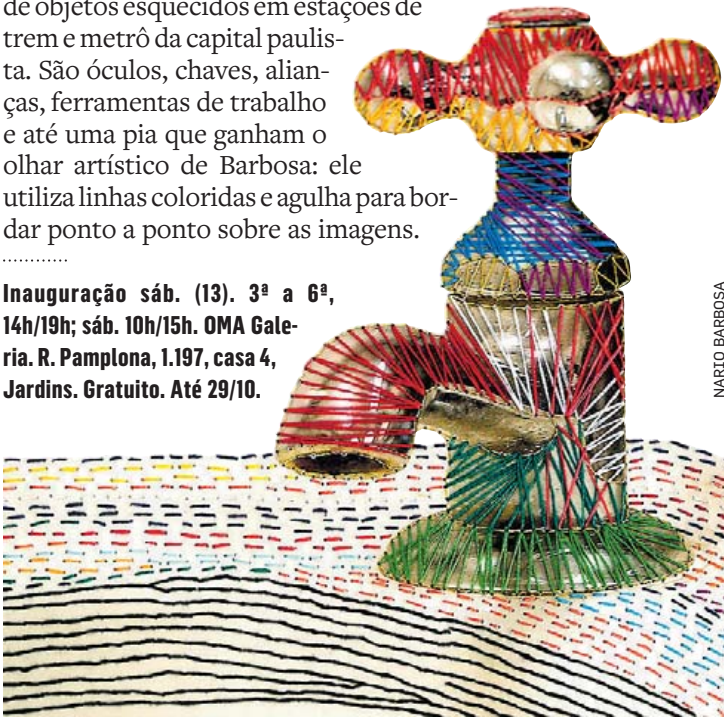 de objetos esquecidos em estações de
trem e metrô da capital paulis-
ta. São óculos, chaves, alian-
ças, ferramentas de trabalho
e até uma pia que ganham o
olhar artístico de Barbosa: ele
utiliza linhas coloridas e agulha para bor-
dar ponto a ponto sobre as imagens.
............
Inauguração sáb. (13). 3ª a 6ª,
14h/19h; sáb. 10h/15h. OMA Gale-
ria. R. Pamplona, 1.197, casa 4,
Jardins. Gratuito. Até 29/10.
NARIO BARBOSA